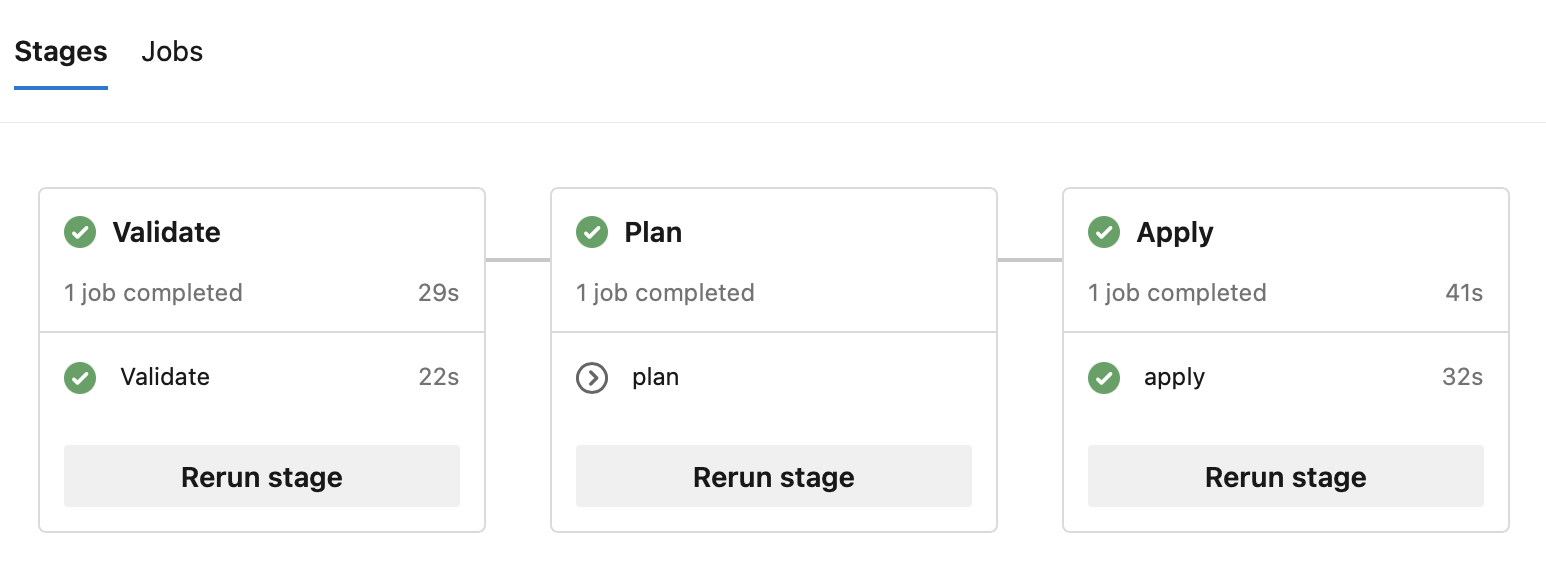 Stages Jobs
Validate
1 job completed 29s
Validate 22s
Rerun stage
Plan
1 job completed
plan
Rerun stage
Apply
1 job completed 41s
apply 32s
Rerun stage